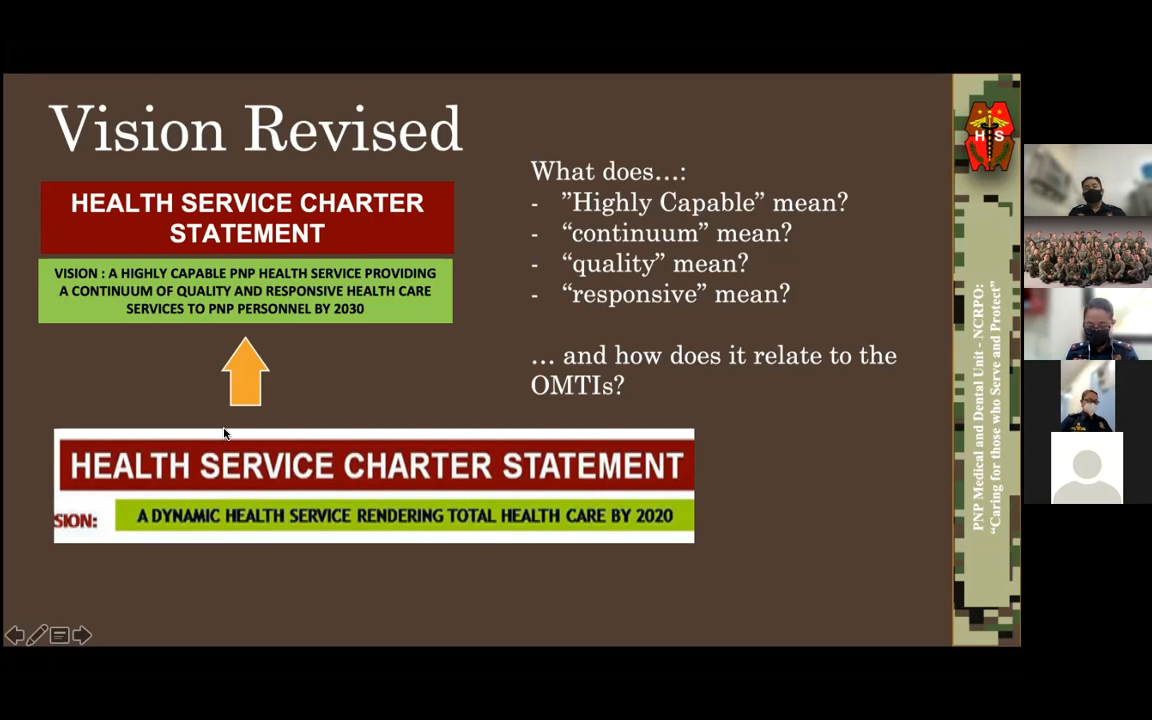 Vision Revised
HEALTH SERVICE CHARTER
STATEMENT
VISION : A HIGHLY CAPABLE PNP HEALTH SERVICE PROVIDING
A CONTINUUM OF QUALITY AND RESPONSIVE HEALTH CARE
SERVICES TO PNP PERSONNEL BY 2030
What does…:
- ”Highly Capable” mean?
- “continuum” mean?
- “quality” mean?
- “responsive” mean?
… and how does it relate to the
OMTIs?
HEALTH SERVICE CHARTER STATEMENT
SION: A DYNAMIC HEALTH SERVICE RENDERING TOTAL HEALTH CARE BY 2020
H S
PNP Medical and Dental Unit - NCRPO:
“Caring for those who Serve and Protect”